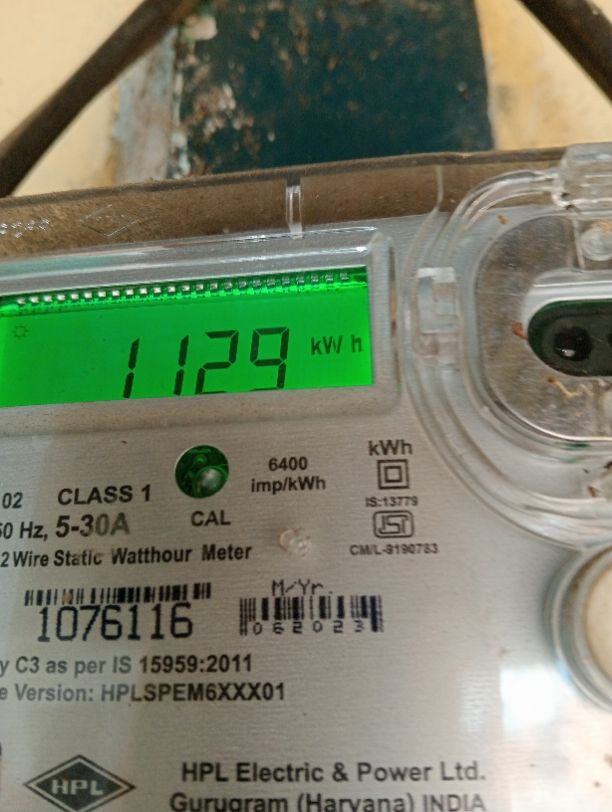 1129 kW h
6400
imp/kWh
kWh
IS:13779
ISI
CM/L-9190783
02 CLASS 1
CAL
50 Hz, 5-30A
2 Wire Static Watthour Meter
1076116
M/Yr.
062023
y C3 as per IS 15959:2011
e Version: HPLSPEM6XXX01
HPL
HPL Electric & Power Ltd.
Gurugram (Haryana) INDIA